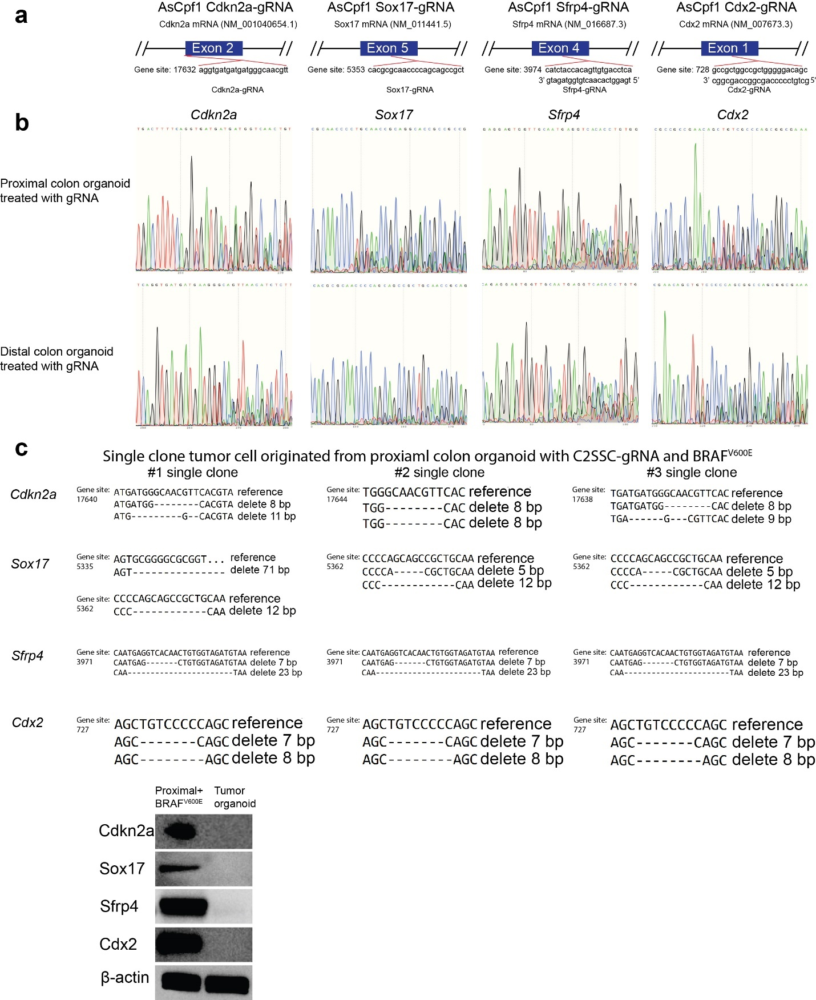 a
AsCpf1 Cdkn2a-gRNA
Cdkn2a mRNA (NM_001040654.1)
Exon 2
Gene site: 17632 aggtgatgatgatgggcaacgtt
Cdkn2a-gRNA
AsCpf1 Sox17-gRNA
Sox17 mRNA (NM_011441.5)
Exon 5
Gene site: 5353 cacgcgcaaccccagcagccgct
Sox17-gRNA
AsCpf1 Sfrp4-gRNA
Sfrp4 mRNA (NM_016687.3)
Exon 4
Gene site: 3974 catctaccacagttgtgacctca
3' gtagatggtgtcaacactggagt 5'
Sfrp4-gRNA
AsCpf1 Cdx2-gRNA
Cdx2 mRNA (NM_007673.3)
Exon 1
Gene site: 728 gccgctggccgctgggggacagc
3' cggcgaccggcgacccccctgtcg 5'
Cdx2-gRNA
b
Cdkn2a
Sox17
Sfrp4
Cdx2
Proximal colon organoid
treated with gRNA
TGACTTTTCAGGTGATGATGATGGTCAACTGT
CGCAACCCCTGCAACCGCAGGCACCGCCGCCG
GAGGAGTGGTTGCAATGAGGTCACACCTGTGG
CGCCGCCGAACAGCTGTCGCCCAGCGGCGAAA
Distal colon organoid
treated with gRNA
TCAGGTGATGATGAAGGGCAGTTAACATCTCTT
CACGCGCAACCCCAGCAGCCGCTGCAACCGCAG
CAGAGGAGTGGTTGCAATGAGGTCACACCTGTG
CGAACAGCTGTCCCCCAGCGGCCAGCGGCGAAA
c
Single clone tumor cell originated from proxiaml colon organoid with C2SSC-gRNA and BRAFV600E
#1 single clone
#2 single clone
#3 single clone
Cdkn2a
Gene site:
17640
ATGATGGGCAACGTTCACGTA reference
ATGATGG--------CACGTA delete 8 bp
ATG---------G--CACGTA delete 11 bp
Gene site:
17644
TGGGCAACGTTCAC reference
TGG--------CAC delete 8 bp
TGG--------CAC delete 8 bp
Gene site:
17638
TGATGATGGGCAACGTTCAC reference
TGATGATGG--------CAC delete 8 bp
TGA------G---CGTTCAC delete 9 bp
Sox17
Gene site:
5335
AGTGCGGGGCGCGGT... reference
AGT--------------- delete 71 bp
Gene site:
5362
CCCCAGCAGCCGCTGCAA reference
CCC------------CAA delete 12 bp
Gene site:
5362
CCCCAGCAGCCGCTGCAA reference
CCCCA-----CGCTGCAA delete 5 bp
CCC------------CAA delete 12 bp
Gene site:
5362
CCCCAGCAGCCGCTGCAA reference
CCCCA-----CGCTGCAA delete 5 bp
CCC------------CAA delete 12 bp
Sfrp4
Gene site:
3971
CAATGAGGTCACAACTGTGGTAGATGTAA reference
CAATGAG-------CTGTGGTAGATGTAA delete 7 bp
CAA-----------------------TAA delete 23 bp
Gene site:
3971
CAATGAGGTCACAACTGTGGTAGATGTAA reference
CAATGAG-------CTGTGGTAGATGTAA delete 7 bp
CAA-----------------------TAA delete 23 bp
Gene site:
3971
CAATGAGGTCACAACTGTGGTAGATGTAA reference
CAATGAG-------CTGTGGTAGATGTAA delete 7 bp
CAA-----------------------TAA delete 23 bp
Cdx2
Gene site:
727
AGCTGTCCCCCAGC reference
AGC-------CAGC delete 7 bp
AGC--------AGC delete 8 bp
Gene site:
727
AGCTGTCCCCCAGC reference
AGC-------CAGC delete 7 bp
AGC--------AGC delete 8 bp
Gene site:
727
AGCTGTCCCCCAGC reference
AGC-------CAGC delete 7 bp
AGC--------AGC delete 8 bp
Proximal+
BRAFV600E
Tumor
organoid
Cdkn2a
Sox17
Sfrp4
Cdx2
β-actin